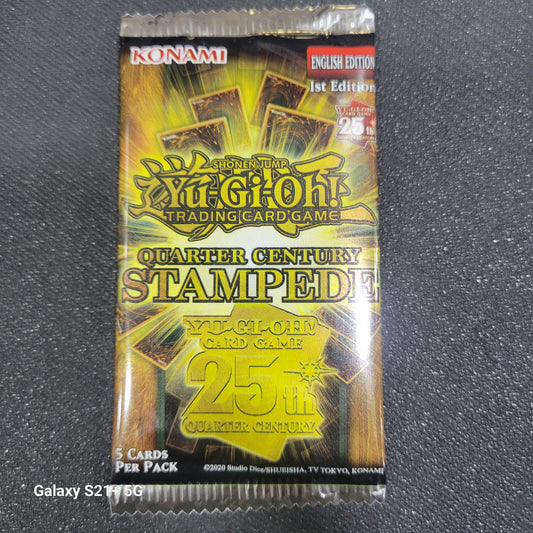 KONAMI
ENGLISH EDITION
1st Edition
YU-GI-OH!
CARD GAME
25th
QUARTER CENTURY
SHONEN JUMP
Yu-Gi-Oh!
TRADING CARD GAME
QUARTER CENTURY
STAMPEDE
YU-GI-OH!
CARD GAME
25th
QUARTER CENTURY
5 CARDS
PER PACK
©2020 Studio Dice/SHUEISHA, TV TOKYO, KONAMI
Galaxy S21+ 5G